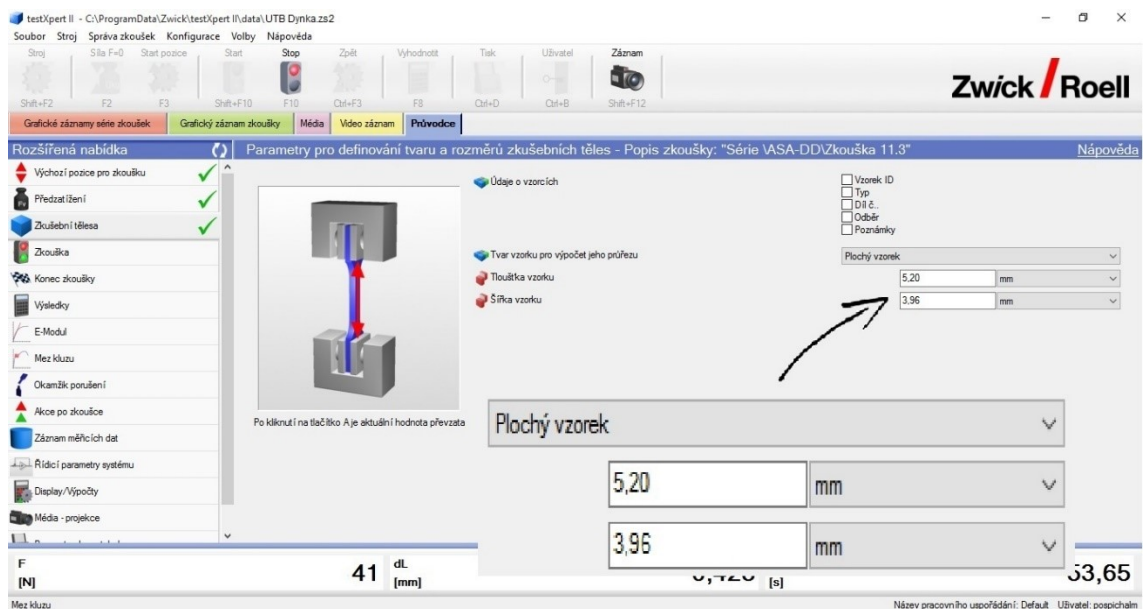 testXpert II - C:\ProgramData\Zwick\testXpert II\data\UTB Dynka.zs2
Soubor Stroj Správa zkoušek Konfigurace Volby Nápověda
Stroj Síla F=0 Start pozice Start Stop Zpět Vyhodnotit Tisk Uživatel Záznam
Shift+F2 F2 F3 Shift+F10 F10 Ctrl+F3 F8 Ctrl+D Ctrl+B Shift+F12
Zwick / Roell
Grafické záznamy série zkoušek Grafický záznam zkoušky Média Video záznam Průvodce
Rozšířená nabídka Parametry pro definování tvaru a rozměrů zkušebních těles - Popis zkoušky: "Série \ASA-DD\Zkouška 11.3" Nápověda
Výchozí pozice pro zkoušku
Předzatížení
Zkušební tělesa
Zkouška
Konec zkoušky
Výsledky
E-Modul
Mez kluzu
Okamžik porušení
Akce po zkoušce
Záznam měřicích dat
Řídicí parametry systému
Display/Výpočty
Média - projekce
Po kliknutí na tlačítko A je aktuální hodnota převzata
Údaje o vzorcích
Vzorek ID
Typ
Díl č..
Odběr
Poznámky
Tvar vzorku pro výpočet jeho průřezu Plochý vzorek
Tloušťka vzorku 5,20 mm
Šířka vzorku 3,96 mm
Plochý vzorek
5,20 mm
3,96 mm
F [N] 41 dL [mm] [s] 53,65
Mez kluzu Název pracovního uspořádání: Default Uživatel: pospichalm